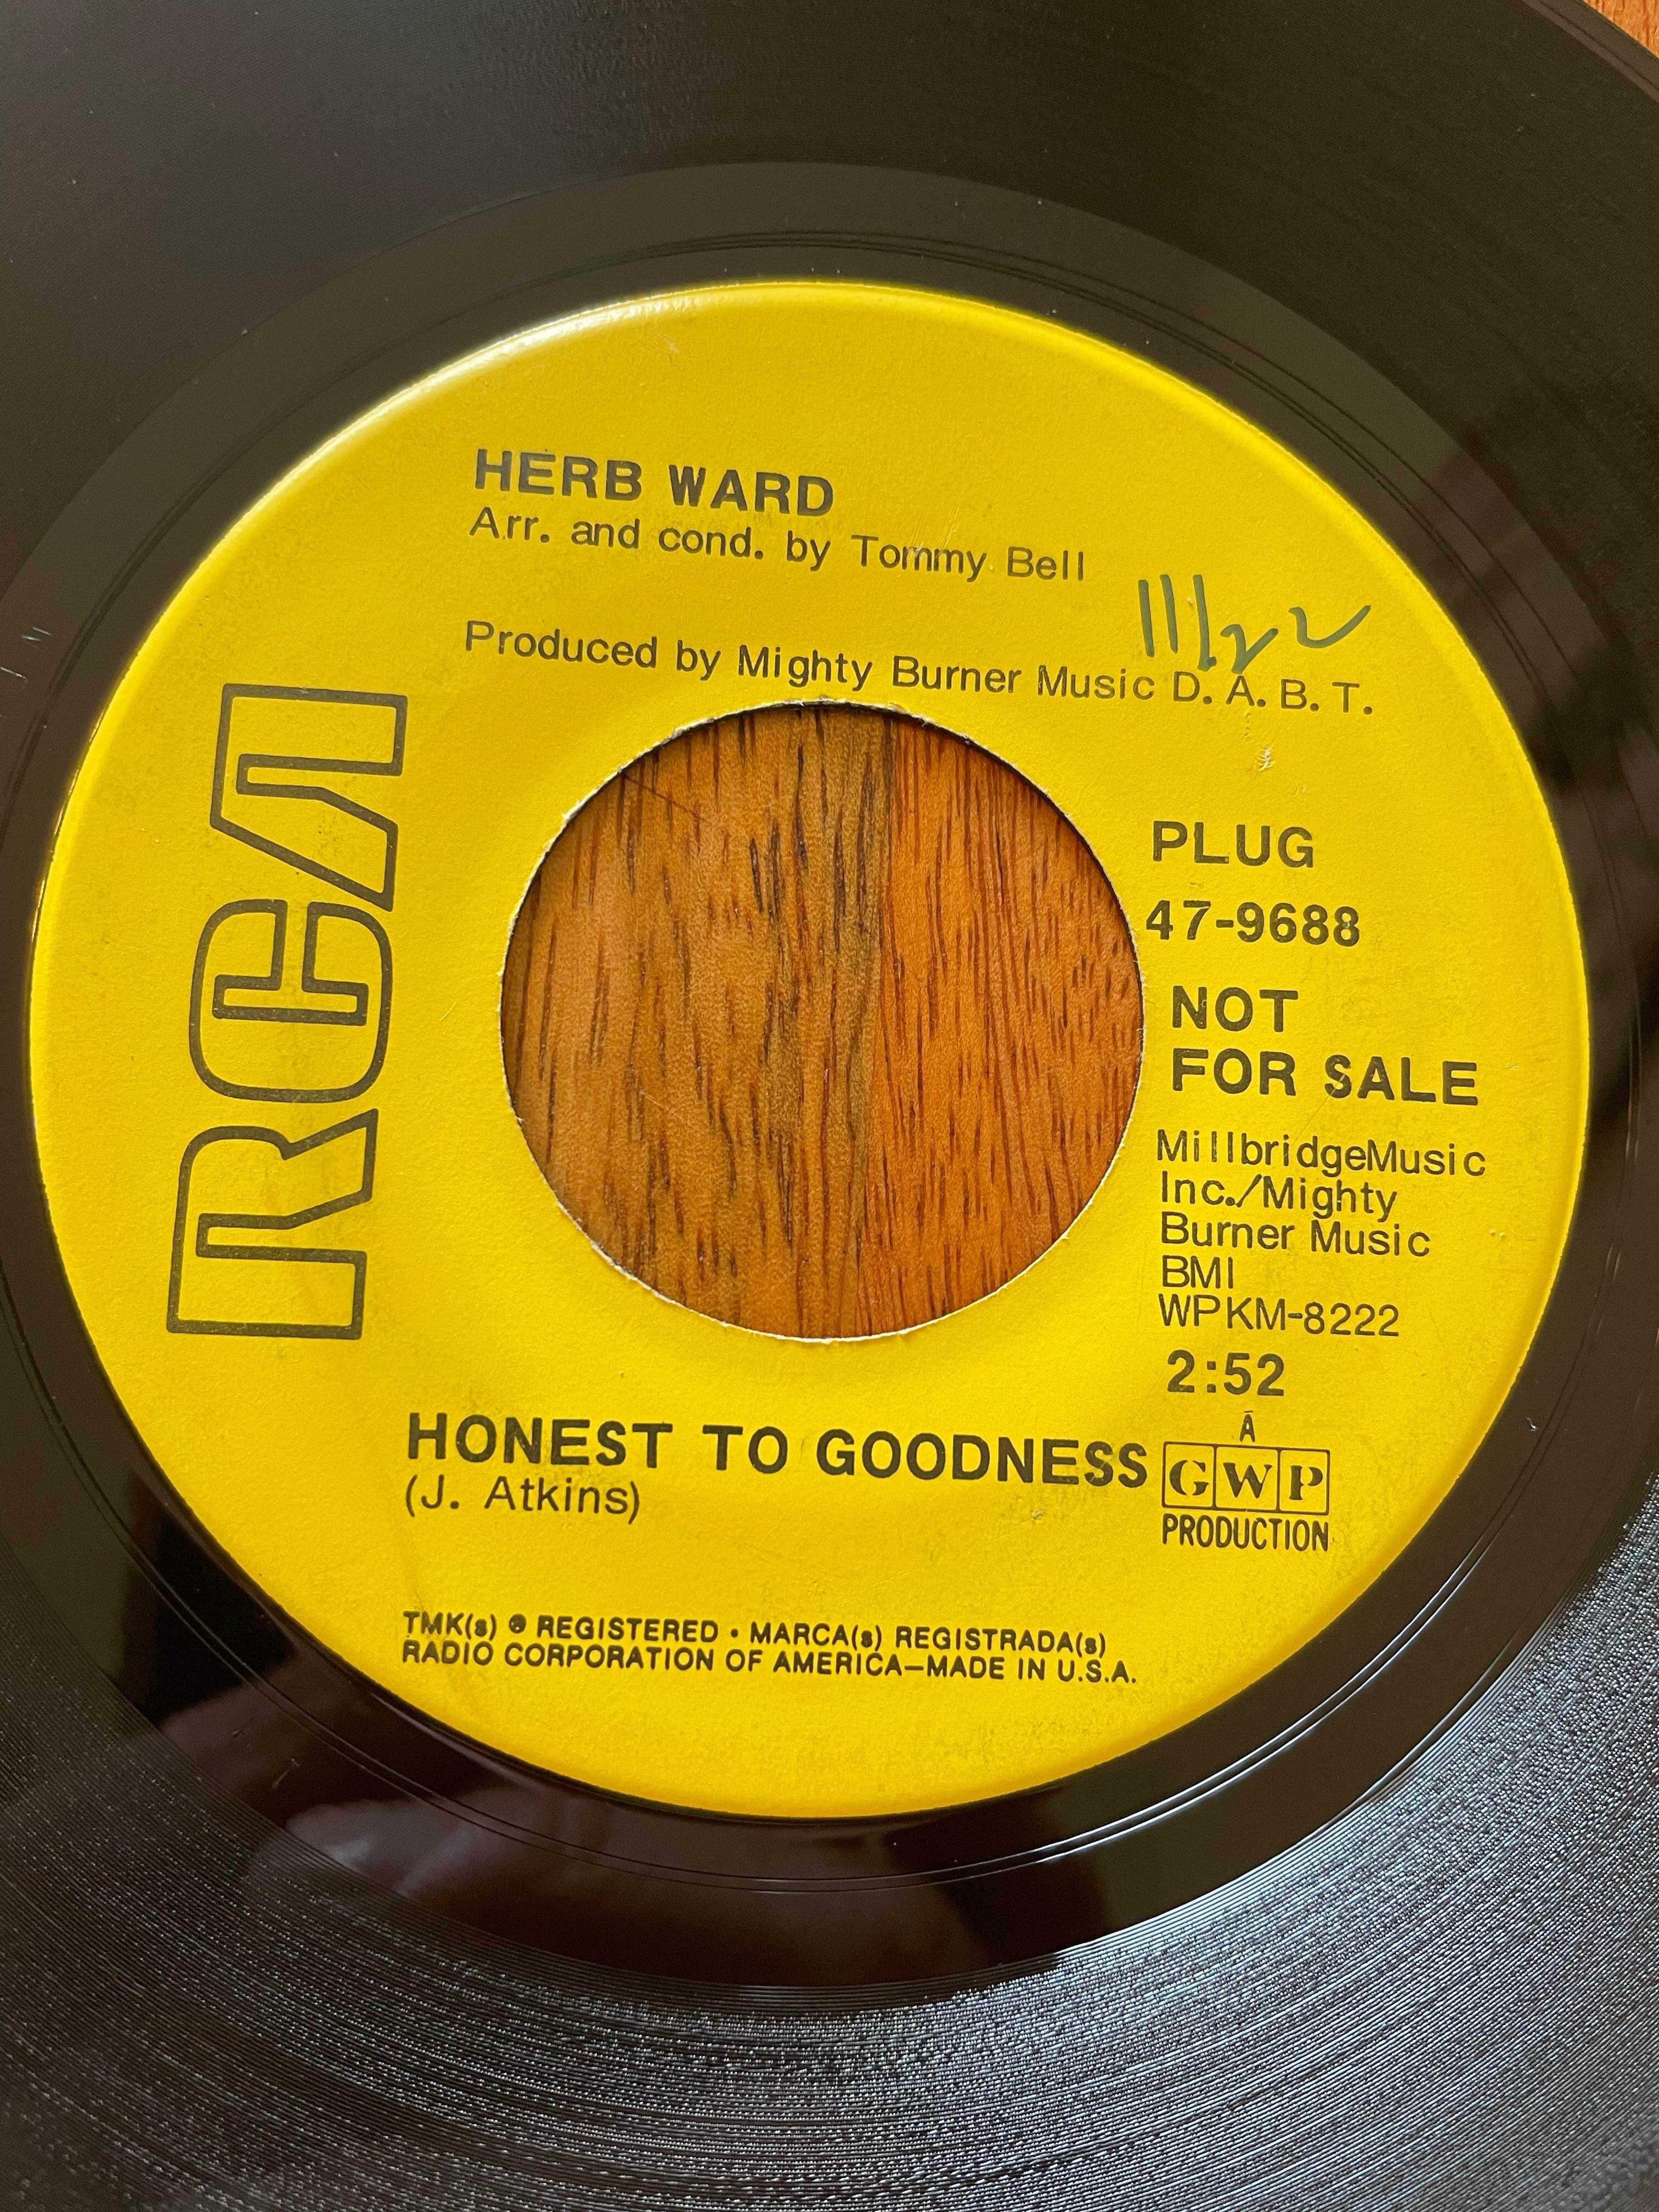 HERB WARD
Arr. and cond. by Tommy Bell
Produced by Mighty Burner Music D. A. B. T.
RCA
PLUG
47-9688
NOT
FOR SALE
MillbridgeMusic
Inc./Mighty
Burner Music
BMI
WPKM-8222
2:52
HONEST TO GOODNESS
(J. Atkins)
A
GWP
PRODUCTION
TMK(s) ® REGISTERED • MARCA(s) REGISTRADA(s)
RADIO CORPORATION OF AMERICA—MADE IN U.S.A.